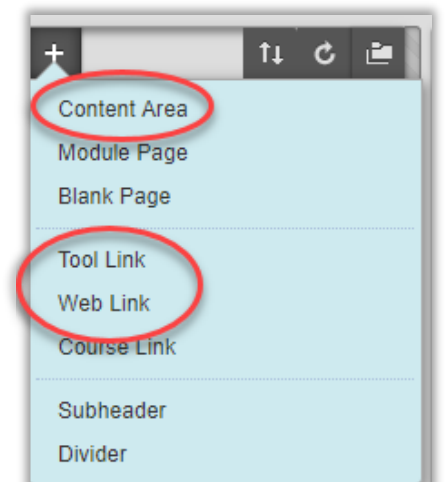 Content Area
Module Page
Blank Page
Tool Link
Web Link
Course Link
Subheader
Divider